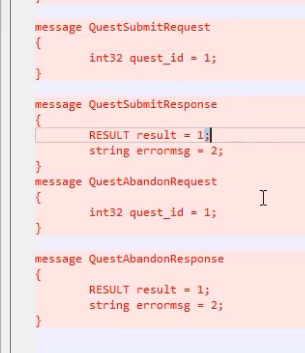 message QuestSubmitRequest
{
int32 quest_id = 1;
}
message QuestSubmitResponse
{
RESULT result = 1;
string errormsg = 2;
}
message QuestAbandonRequest
{
int32 quest_id = 1;
}
message QuestAbandonResponse
{
RESULT result = 1;
string errormsg = 2;
}